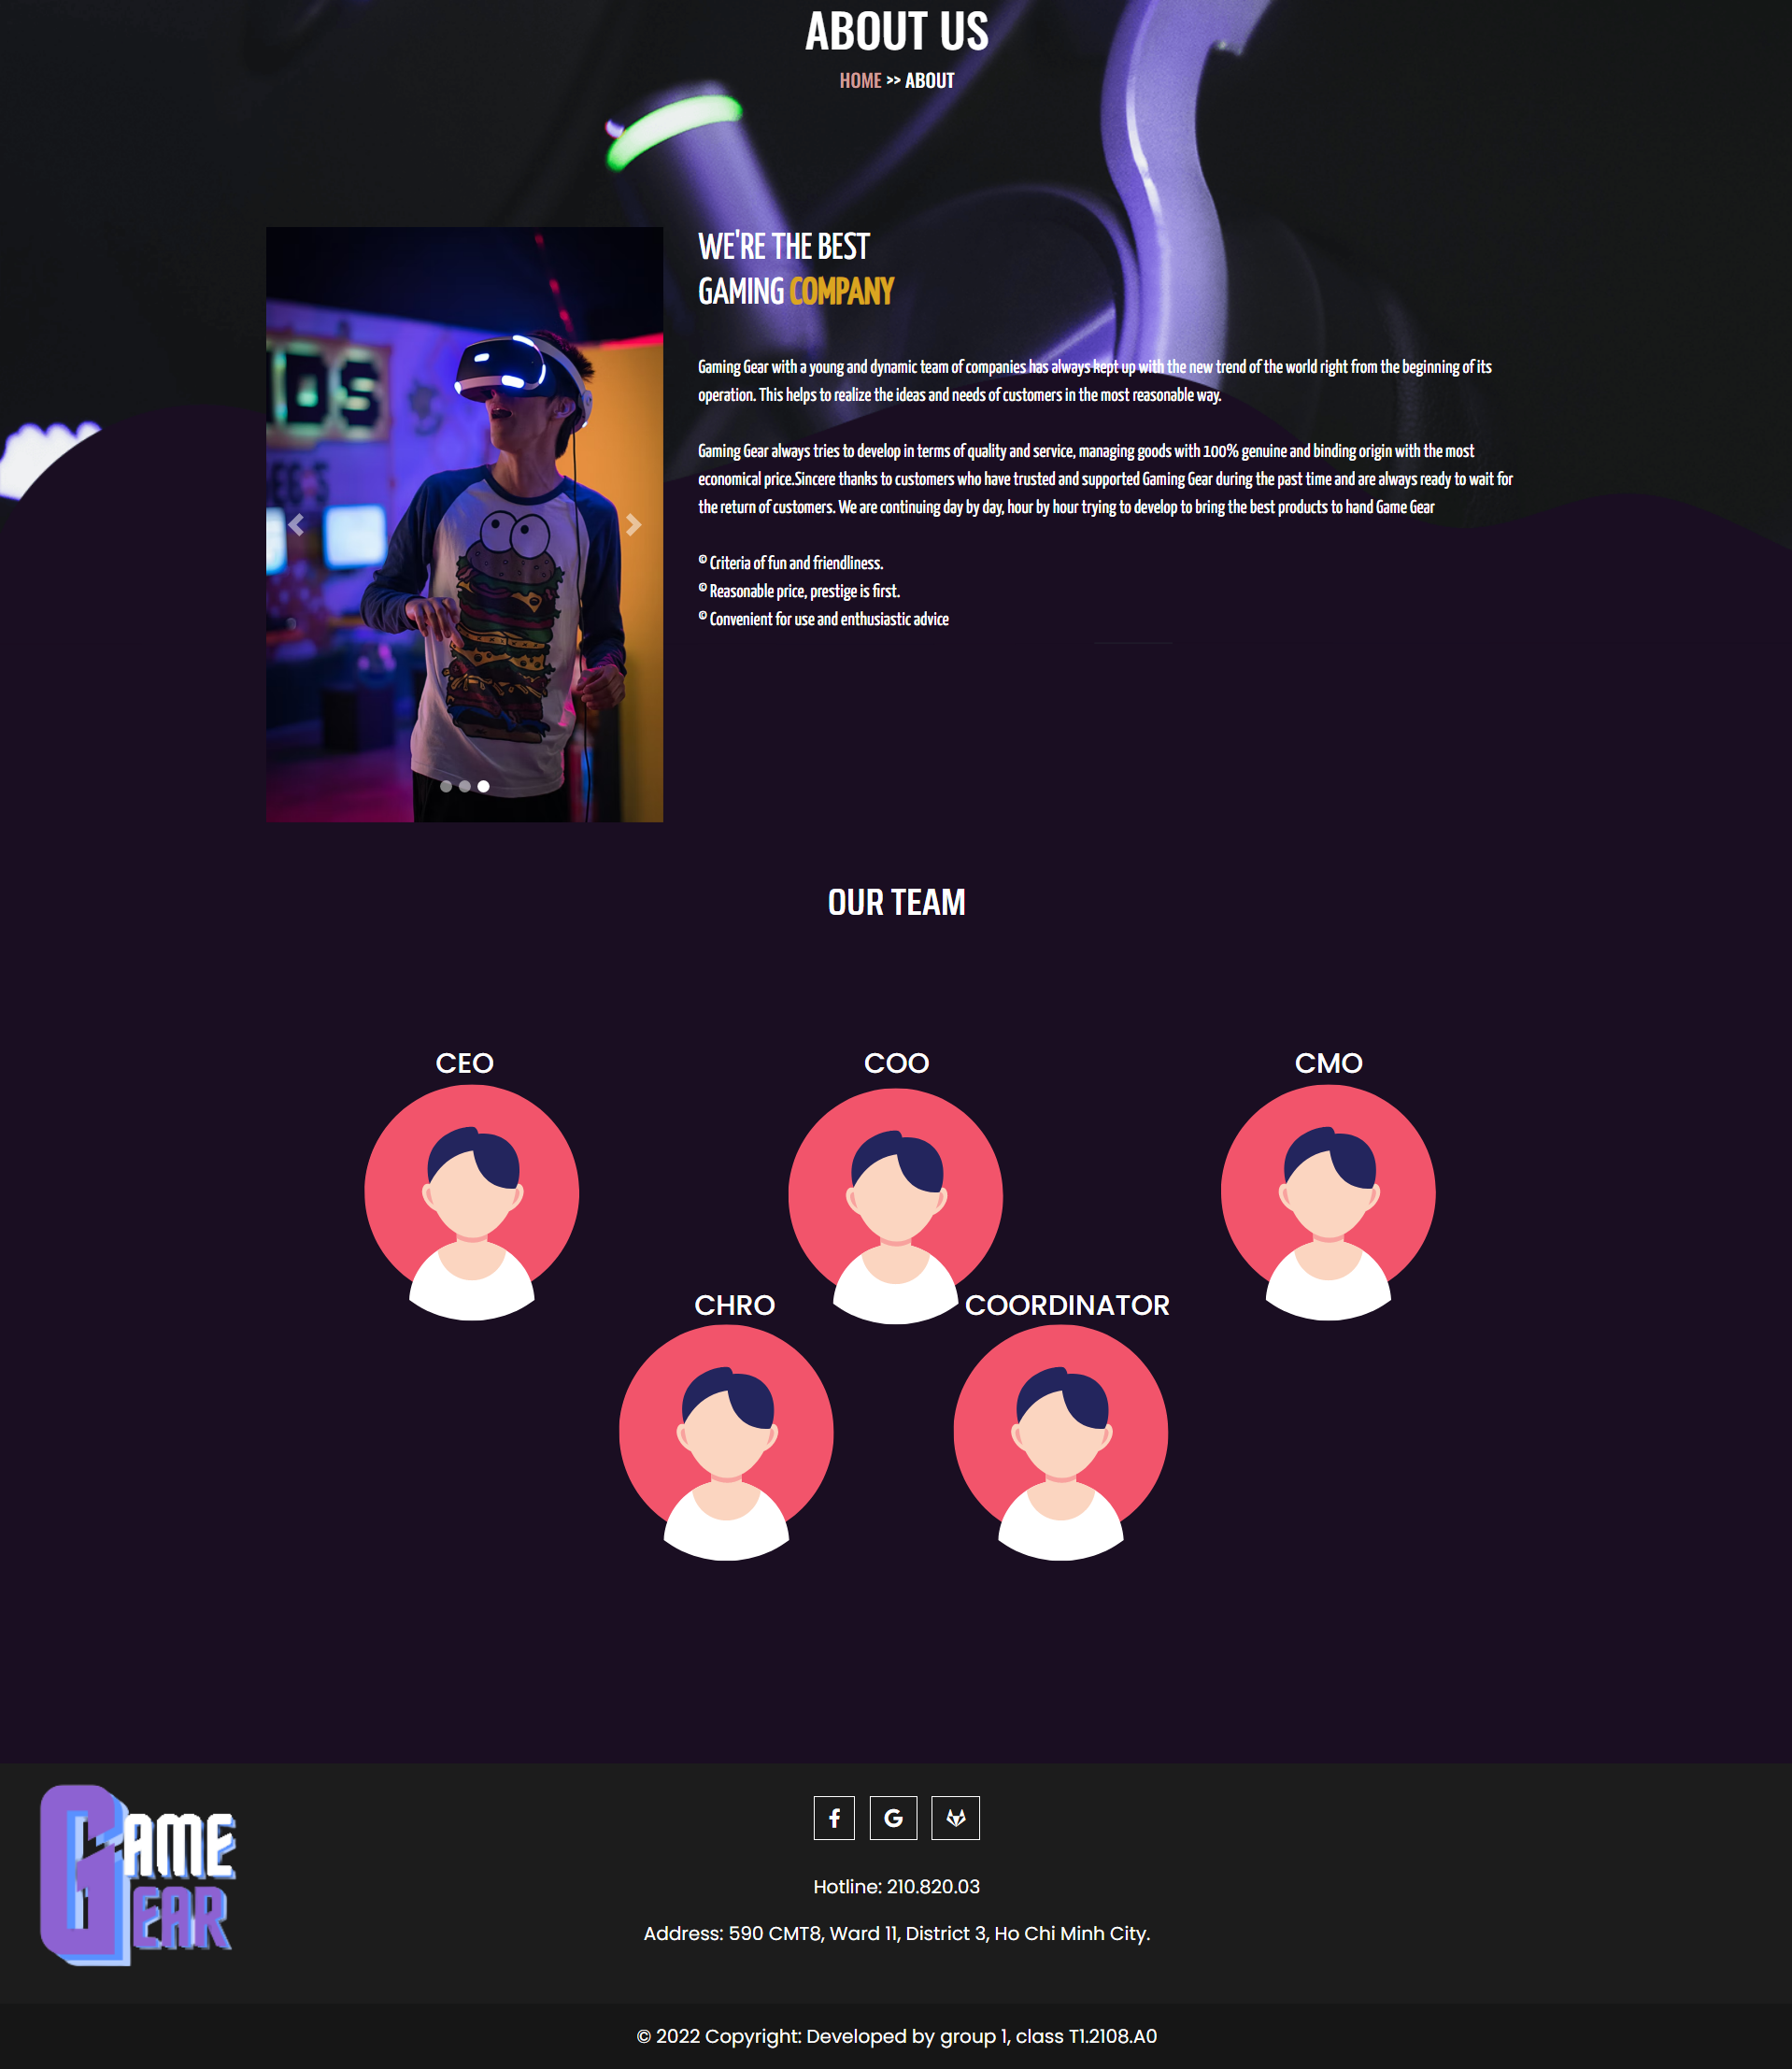 ABOUT US
HOME >> ABOUT
WE'RE THE BEST
GAMING COMPANY
Gaming Gear with a young and dynamic team of companies has always kept up with the new trend of the world right from the beginning of its
operation. This helps to realize the ideas and needs of customers in the most reasonable way.
Gaming Gear always tries to develop in terms of quality and service, managing goods with 100% genuine and binding origin with the most
economical price.Sincere thanks to customers who have trusted and supported Gaming Gear during the past time and are always ready to wait for
the return of customers. We are continuing day by day, hour by hour trying to develop to bring the best products to hand Game Gear
© Criteria of fun and friendliness.
© Reasonable price, prestige is first.
© Convenient for use and enthusiastic advice
OUR TEAM
CEO
COO
CMO
CHRO
COORDINATOR
GAME
GEAR
Hotline: 210.820.03
Address: 590 CMT8, Ward 11, District 3, Ho Chi Minh City.
© 2022 Copyright: Developed by group 1, class T1.2108.A0